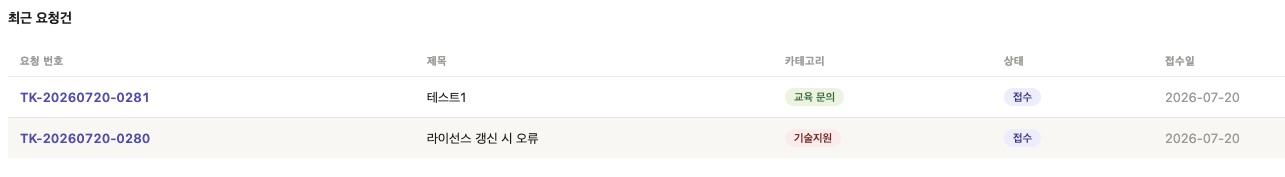 최근 요청건
요청 번호 제목 카테고리 상태 접수일
TK-20260720-0281 테스트1 교육 문의 접수 2026-07-20
TK-20260720-0280 라이선스 갱신 시 오류 기술지원 접수 2026-07-20